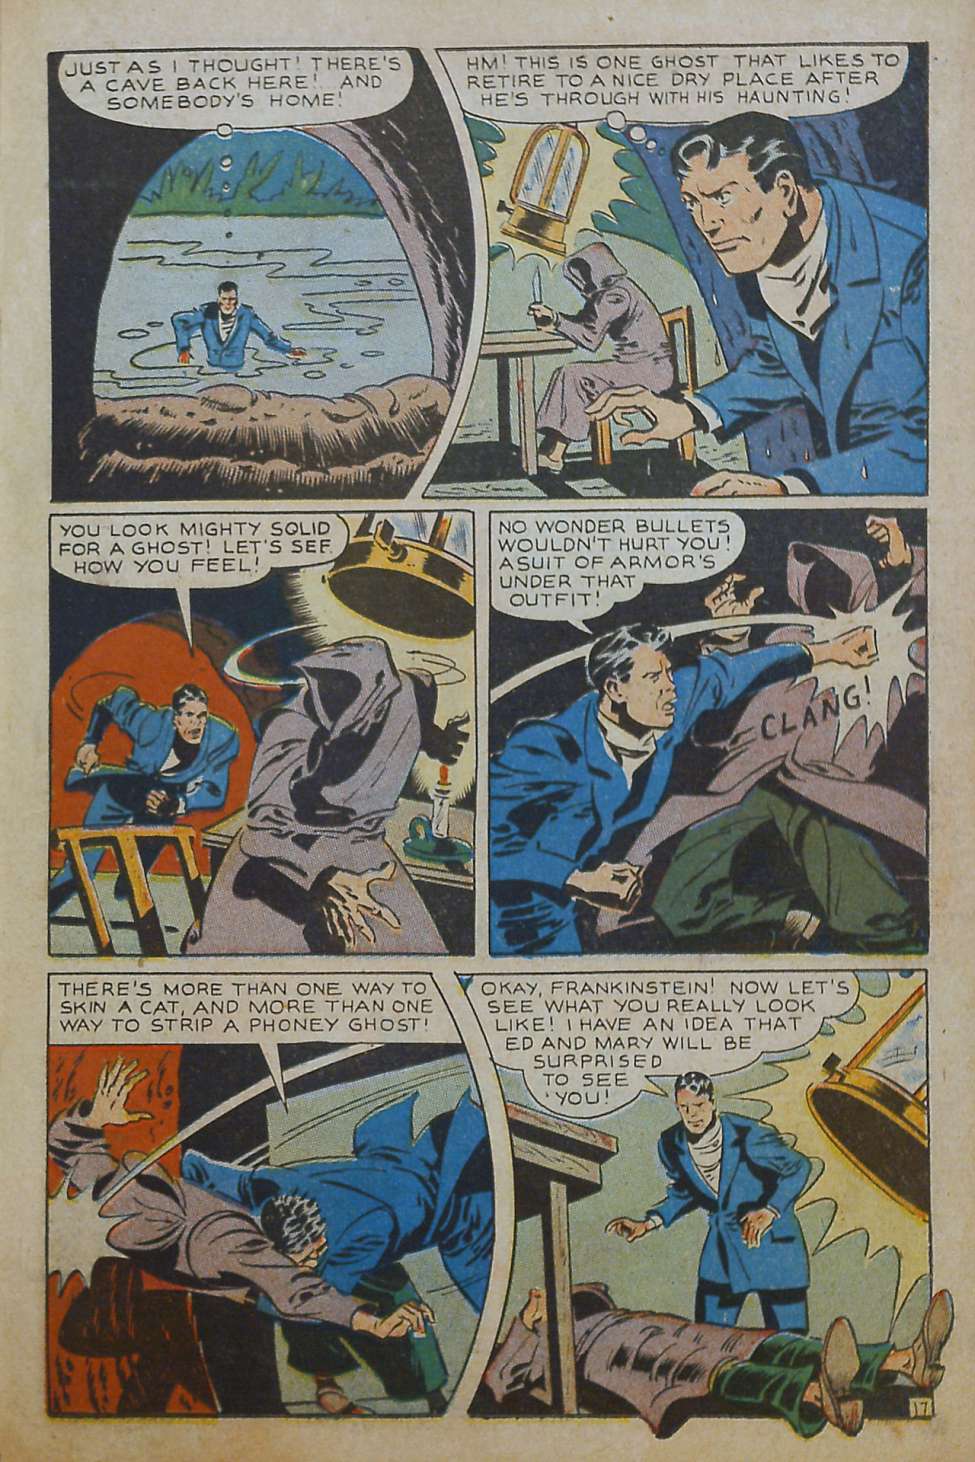 JUST AS I THOUGHT! THERE'S
A CAVE BACK HERE! AND
SOMEBODY'S HOME!
HM! THIS IS ONE GHOST THAT LIKES TO
RETIRE TO A NICE DRY PLACE AFTER
HE'S THROUGH WITH HIS HAUNTING!
YOU LOOK MIGHTY SOLID
FOR A GHOST! LET'S SEE
HOW YOU FEEL!
NO WONDER BULLETS
WOULDN'T HURT YOU!
A SUIT OF ARMOR'S
UNDER THAT
OUTFIT!
CLANG!
THERE'S MORE THAN ONE WAY TO
SKIN A CAT, AND MORE THAN ONE
WAY TO STRIP A PHONEY GHOST!
OKAY, FRANKINSTEIN! NOW LET'S
SEE WHAT YOU REALLY LOOK
LIKE! I HAVE AN IDEA THAT
ED AND MARY WILL BE
SURPRISED
TO SEE
'YOU!
17